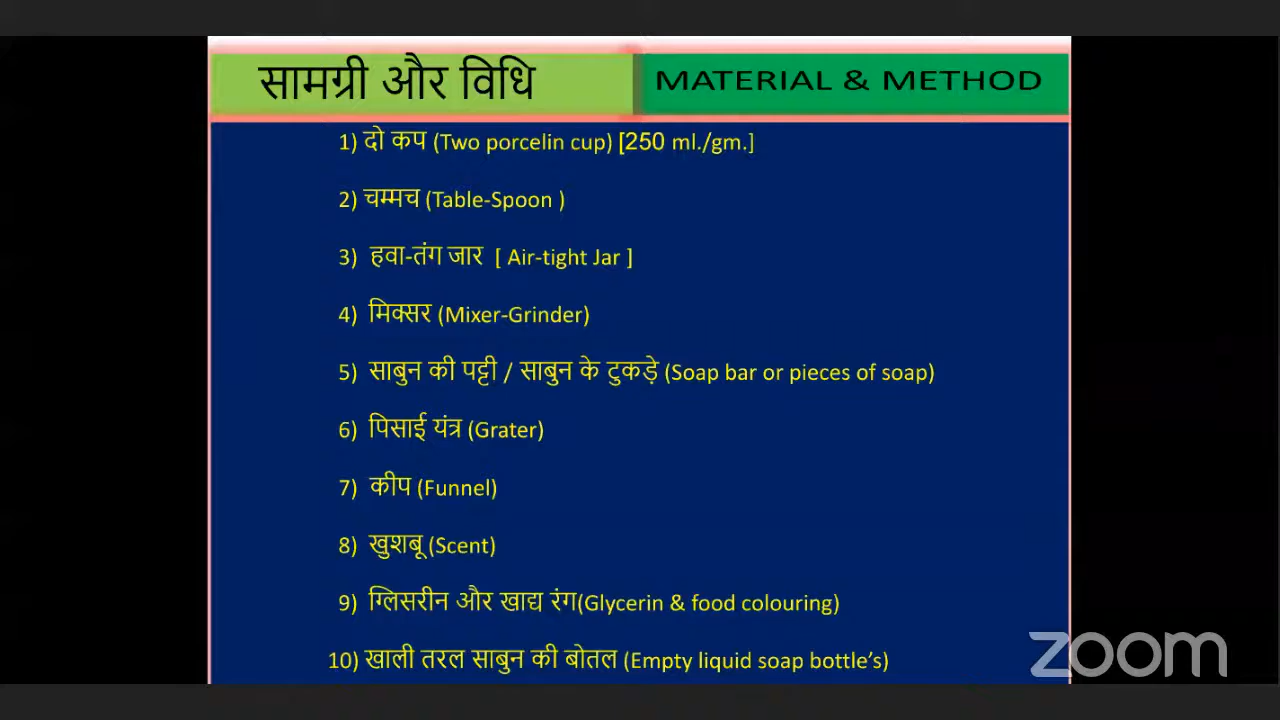 सामग्री और विधि
MATERIAL & METHOD
1) दो कप (Two porcelin cup) [250 ml./gm.]
2) चम्मच (Table-Spoon )
3) हवा-तंग जार [ Air-tight Jar ]
4) मिक्सर (Mixer-Grinder)
5) साबुन की पट्टी / साबुन के टुकड़े (Soap bar or pieces of soap)
6) पिसाई यंत्र (Grater)
7) कीप (Funnel)
8) खुशबू (Scent)
9) ग्लिसरीन और खाद्य रंग(Glycerin & food colouring)
10) खाली तरल साबुन की बोतल (Empty liquid soap bottle’s)
zoom